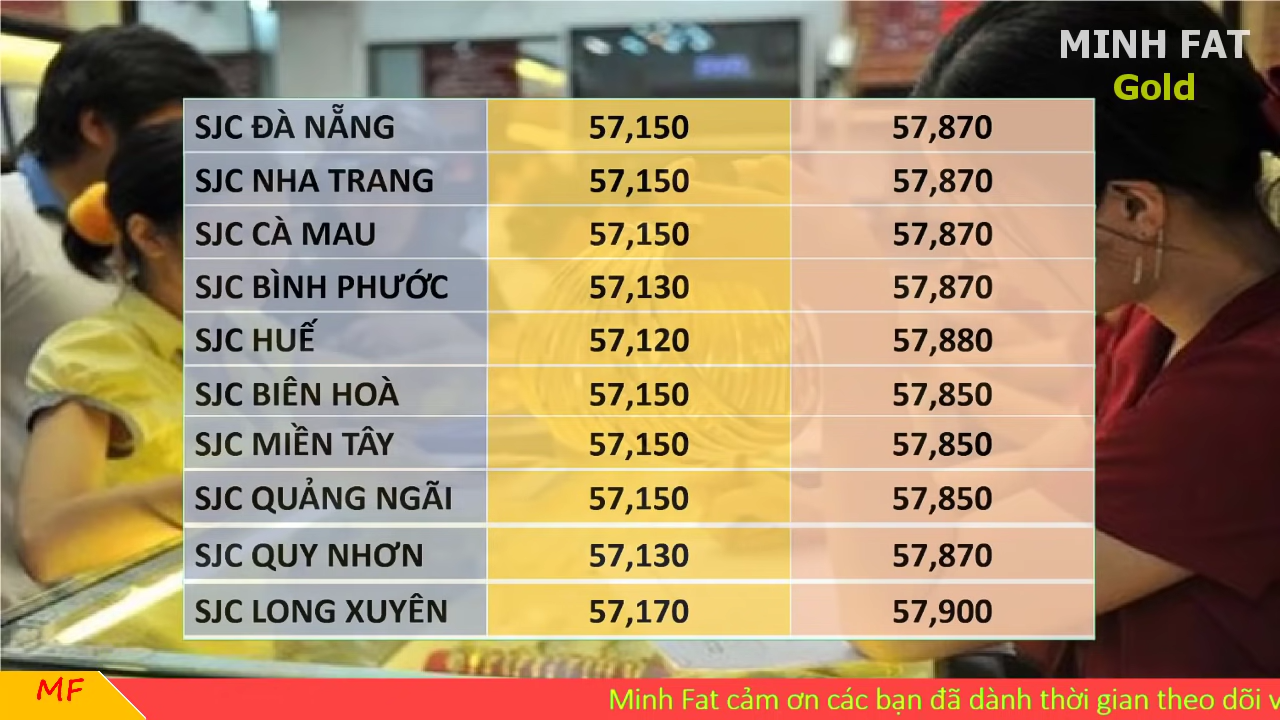 MINH FAT
Gold
SJC ĐÀ NẴNG 57,150 57,870
SJC NHA TRANG 57,150 57,870
SJC CÀ MAU 57,150 57,870
SJC BÌNH PHƯỚC 57,130 57,870
SJC HUẾ 57,120 57,880
SJC BIÊN HOÀ 57,150 57,850
SJC MIỀN TÂY 57,150 57,850
SJC QUẢNG NGÃI 57,150 57,850
SJC QUY NHƠN 57,130 57,870
SJC LONG XUYÊN 57,170 57,900
MF
Minh Fat cảm ơn các bạn đã dành thời gian theo dõi v